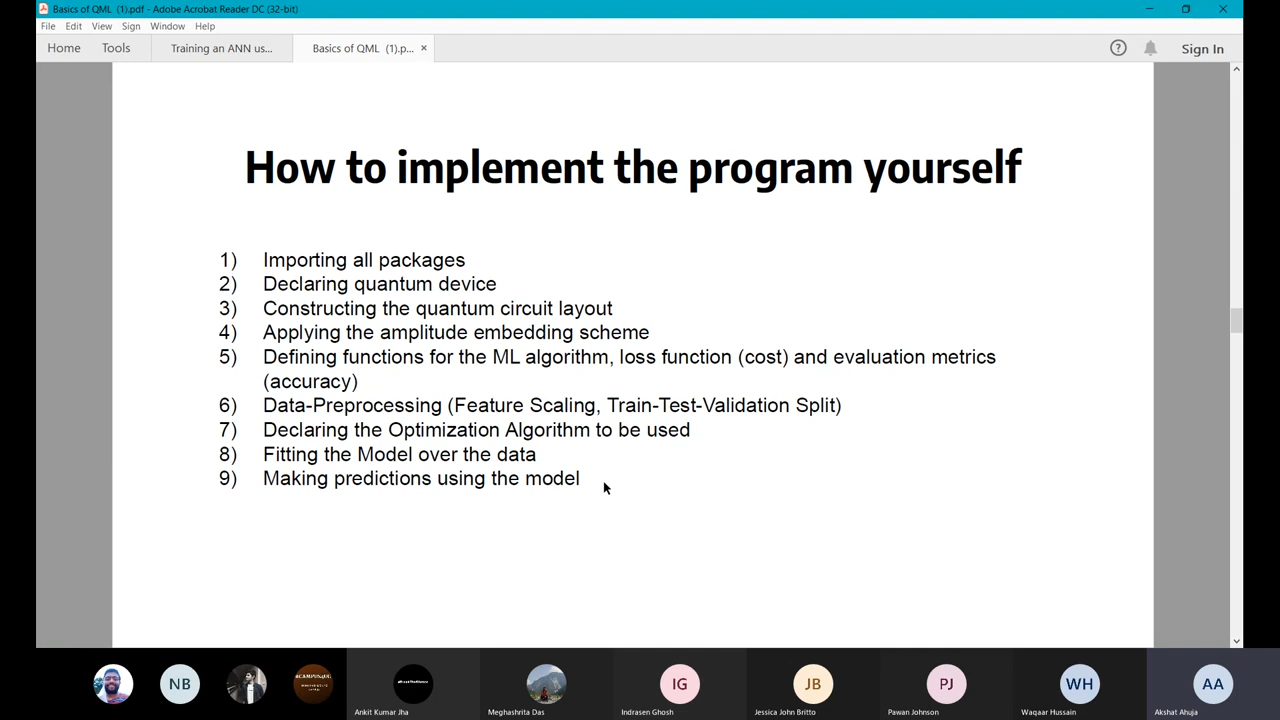 Basics of QML (1).pdf - Adobe Acrobat Reader DC (32-bit)
File Edit View Sign Window Help
Home Tools Training an ANN us... Basics of QML (1).p... × Sign In
How to implement the program yourself
1) Importing all packages
2) Declaring quantum device
3) Constructing the quantum circuit layout
4) Applying the amplitude embedding scheme
5) Defining functions for the ML algorithm, loss function (cost) and evaluation metrics
(accuracy)
6) Data-Preprocessing (Feature Scaling, Train-Test-Validation Split)
7) Declaring the Optimization Algorithm to be used
8) Fitting the Model over the data
9) Making predictions using the model
NB IG JB PJ WH AA
Ankit Kumar Jha Meghashrita Das Indrasen Ghosh Jessica John Britto Pawan Johnson Waqaar Hussain Akshat Ahuja